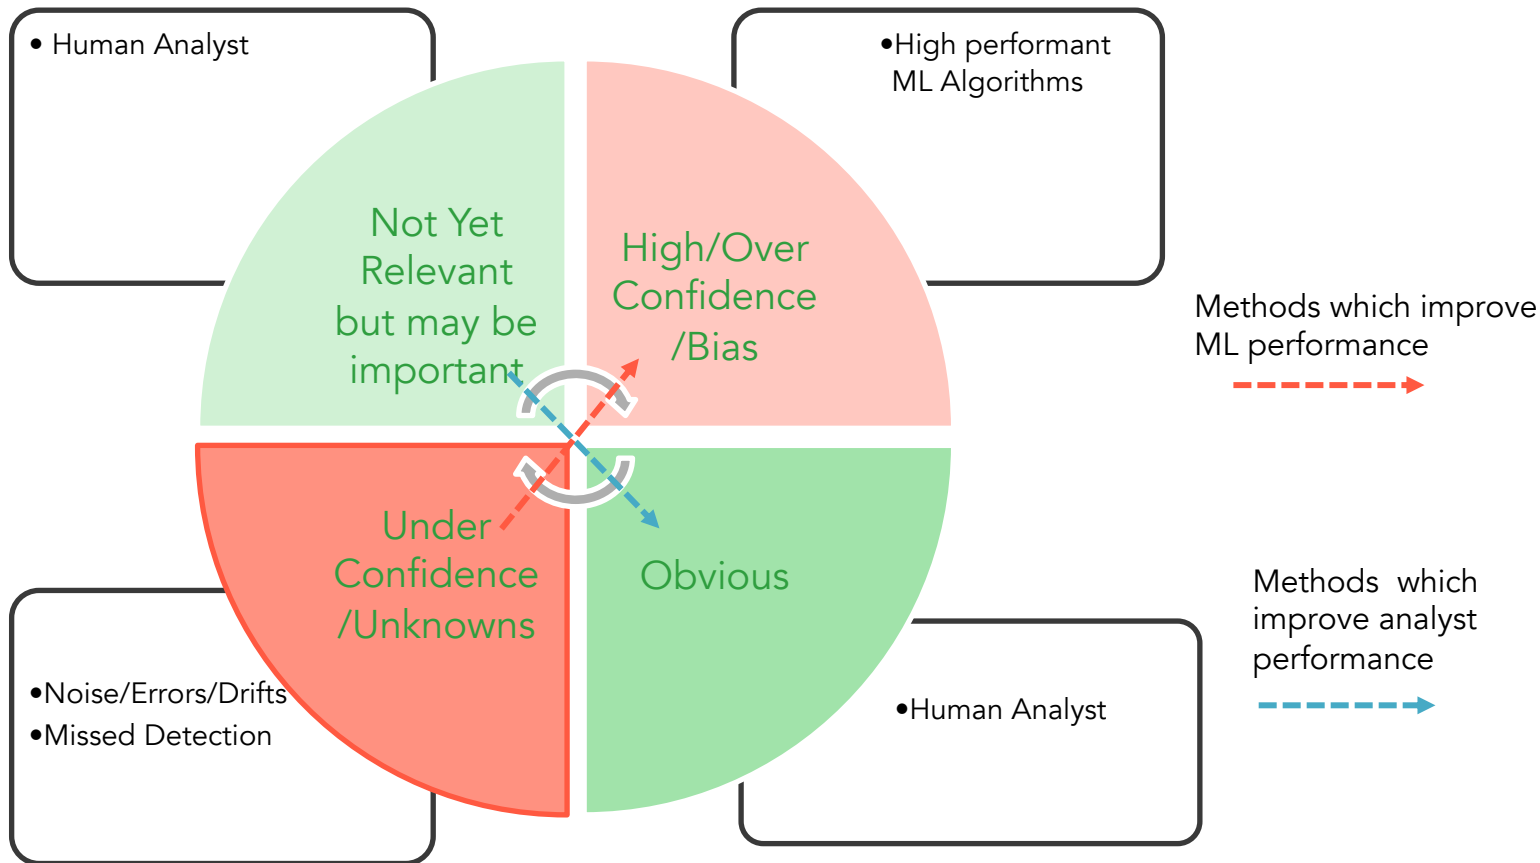 • Human Analyst
•High performant
ML Algorithms
Not Yet
Relevant
but may be
important
High/Over
Confidence
/Bias
Methods which improve
ML performance
Under
Confidence
/Unknowns
Obvious
Methods which
improve analyst
performance
•Noise/Errors/Drifts
•Missed Detection
•Human Analyst